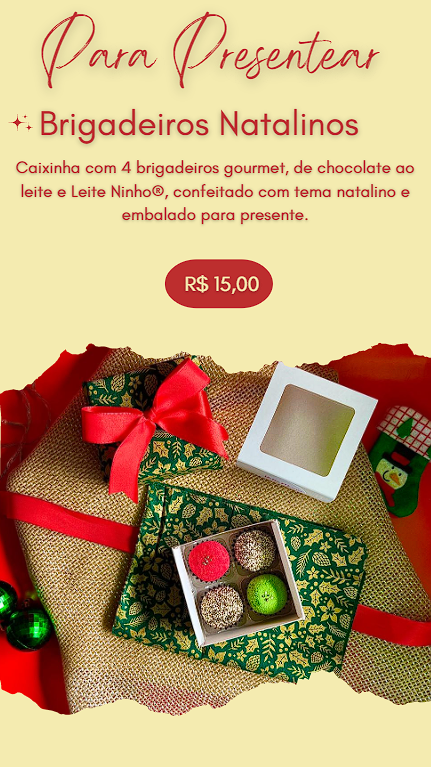 Para Presentear
Brigadeiros Natalinos
Caixinha com 4 brigadeiros gourmet, de chocolate ao
leite e Leite Ninho®, confeitado com tema natalino e
embalado para presente.
R$ 15,00